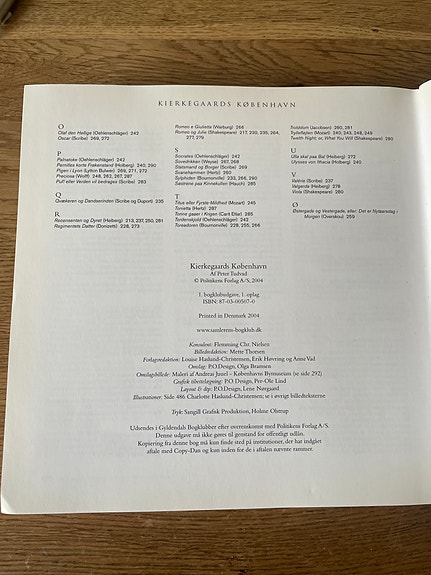 KIERKEGAARDS KØBENHAVN
O
Olaf den Hellige (Oehlenschläger) 242
Oscar (Scribe) 269, 272
P
Palnatoke (Oehlenschläger) 242
Pernilles korte Frøkenstand (Holberg) 240, 290
Pigen i Lyon (Lytton Bulwer) 269, 271, 272
Preciosa (Wolff) 248, 262, 267, 287
Puf! eller Verden vil bedrages (Scribe) 283
Q
Quækeren og Dandserinden (Scribe og Duport) 235
R
Recensenten og Dyret (Heiberg) 213, 237, 250, 281
Regimentets Datter (Donizetti) 228, 273
Romeo e Giulietta (Warburg) 266
Romeo og Julie (Shakespeare) 217, 230, 235, 264,
277, 279
S
Socrates (Oehlenschläger) 242
Sovedrikken (Weyse) 267, 268
Statsmand og Borger (Scribe) 269
Svanehammen (Hertz) 260
Sylphiden (Bournonville) 233, 266, 290
Søstrene paa Kinnekullen (Hauch) 285
T
Titus eller Fyrste-Mildhed (Mozart) 242
Tonietta (Hertz) 287
Tonne gaaer i Krigen (Carit Etlar) 285
Tordenskjold (Oehlenschläger) 242
Toreadoren (Bournonville) 228, 255, 266
Troldom (Jacobsen) 280, 281
Tryllefløjten (Mozart) 240, 243, 248, 249
Twelfth Night; or, What You Will (Shakespeare) 280
U
Ulla skal paa Bal (Heiberg) 272
Ulysses von Ithacia (Holberg) 240
V
Valérie (Scribe) 237
Valgerda (Heiberg) 278
Viola (Shakespeare) 280
Ø
Østergade og Vestergade, eller: Det er Nytaarsdag i
Morgen (Overskou) 259
Kierkegaards København
Af Peter Tudvad
© Politikens Forlag A/S, 2004
1. bogklubudgave, 1. oplag
ISBN: 87-03-00507-0
Printed in Denmark 2004
www.samlerens-bogklub.dk
Konsulent: Flemming Chr. Nielsen
Billedredaktion: Mette Thorsen
Forlagsredaktion: Louise Haslund-Christensen, Erik Høvring og Anne Vad
Omslag: P.O.Design, Olga Bramsen
Omslagsbillede: Maleri af Andreas Juuel – Københavns Bymuseum (se side 292)
Grafisk tilrettelægning: P.O.Design, Per-Ole Lind
Layout & dtp: P.O.Design, Lene Nørgaard
Illustrationer: Side 486 Charlotte Haslund-Christensen; se i øvrigt billedteksterne
Tryk: Sangill Grafisk Produktion, Holme Olstrup
Udsendes i Gyldendals Bogklubber efter overenskomst med Politikens Forlag A/S.
Denne udgave må ikke gøres til genstand for offentligt udlån.
Kopiering fra denne bog må kun finde sted på institutioner, der har indgået
aftale med Copy-Dan og kun inden for de i aftalen nævnte rammer.